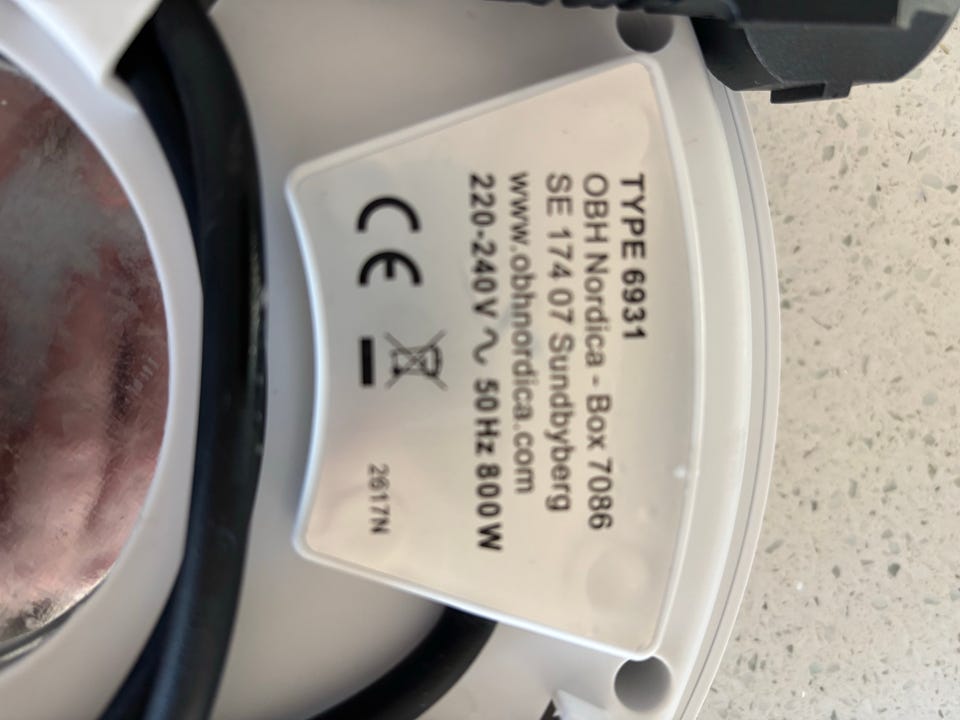 TYPE 6931
OBH Nordica - Box 7086
SE 174 07 Sundbyberg
www.obhnordica.com
220-240V ~ 50Hz 800W
CE
2617N